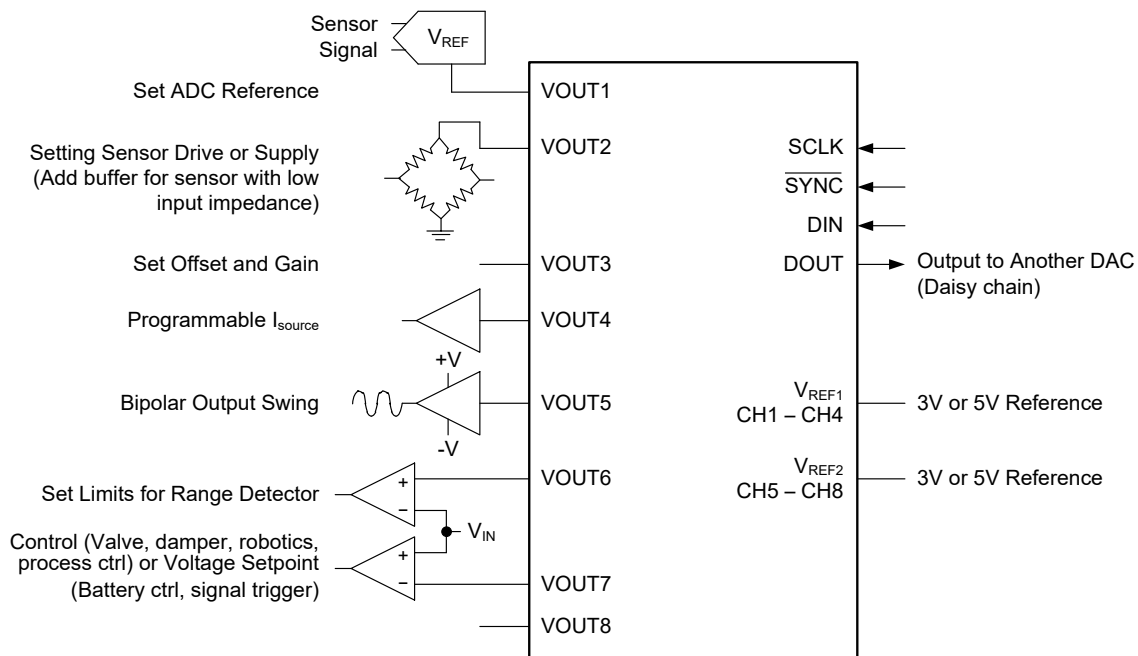 Sensor
Signal
VREF
Set ADC Reference
VOUT1
Setting Sensor Drive or Supply
(Add buffer for sensor with low
input impedance)
VOUT2
Set Offset and Gain
VOUT3
Programmable Isource
VOUT4
+V
Bipolar Output Swing
VOUT5
-V
Set Limits for Range Detector
+
−
VOUT6
VIN
Control (Valve, damper, robotics,
process ctrl) or Voltage Setpoint
(Battery ctrl, signal trigger)
+
−
VOUT7
VOUT8
SCLK
SYNC
DIN
DOUT
Output to Another DAC
(Daisy chain)
VREF1
CH1 – CH4
3V or 5V Reference
VREF2
CH5 – CH8
3V or 5V Reference